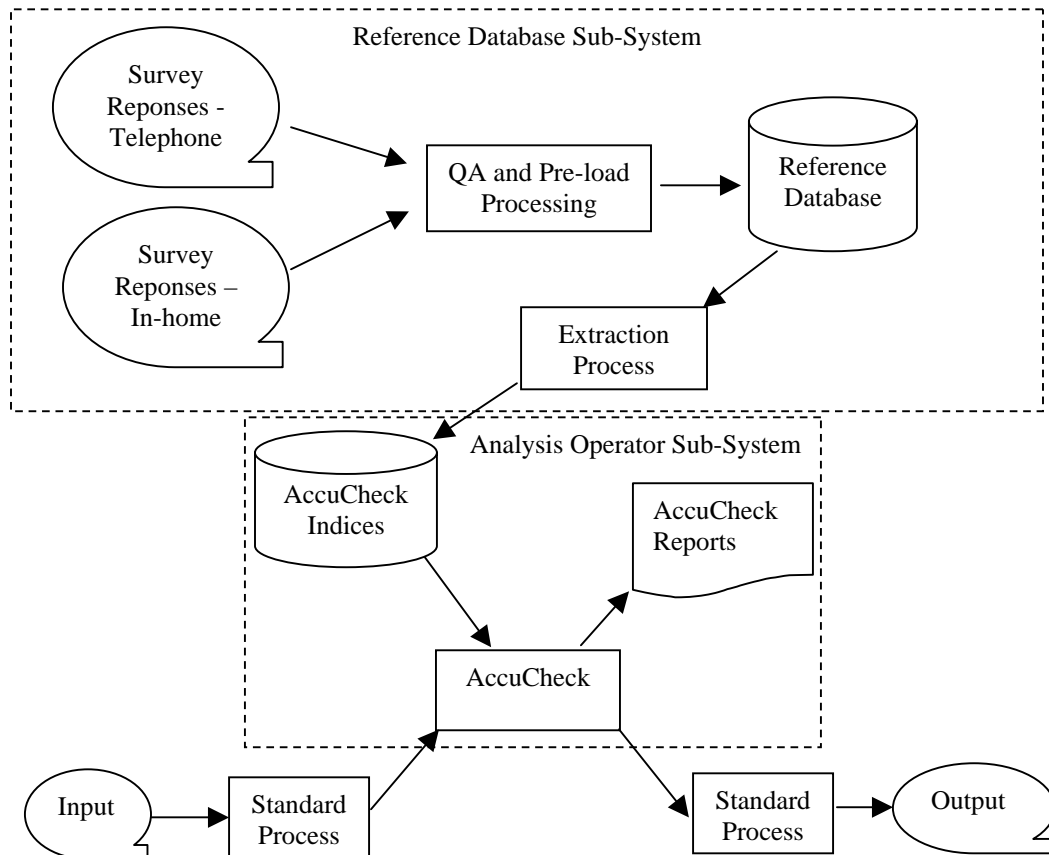 Reference Database Sub-System
Survey
Reponses -
Telephone
QA and Pre-load
Processing
Reference
Database
Survey
Reponses –
In-home
Extraction
Process
Analysis Operator Sub-System
AccuCheck
Indices
AccuCheck
Reports
AccuCheck
Input
Standard
Process
Standard
Process
Output